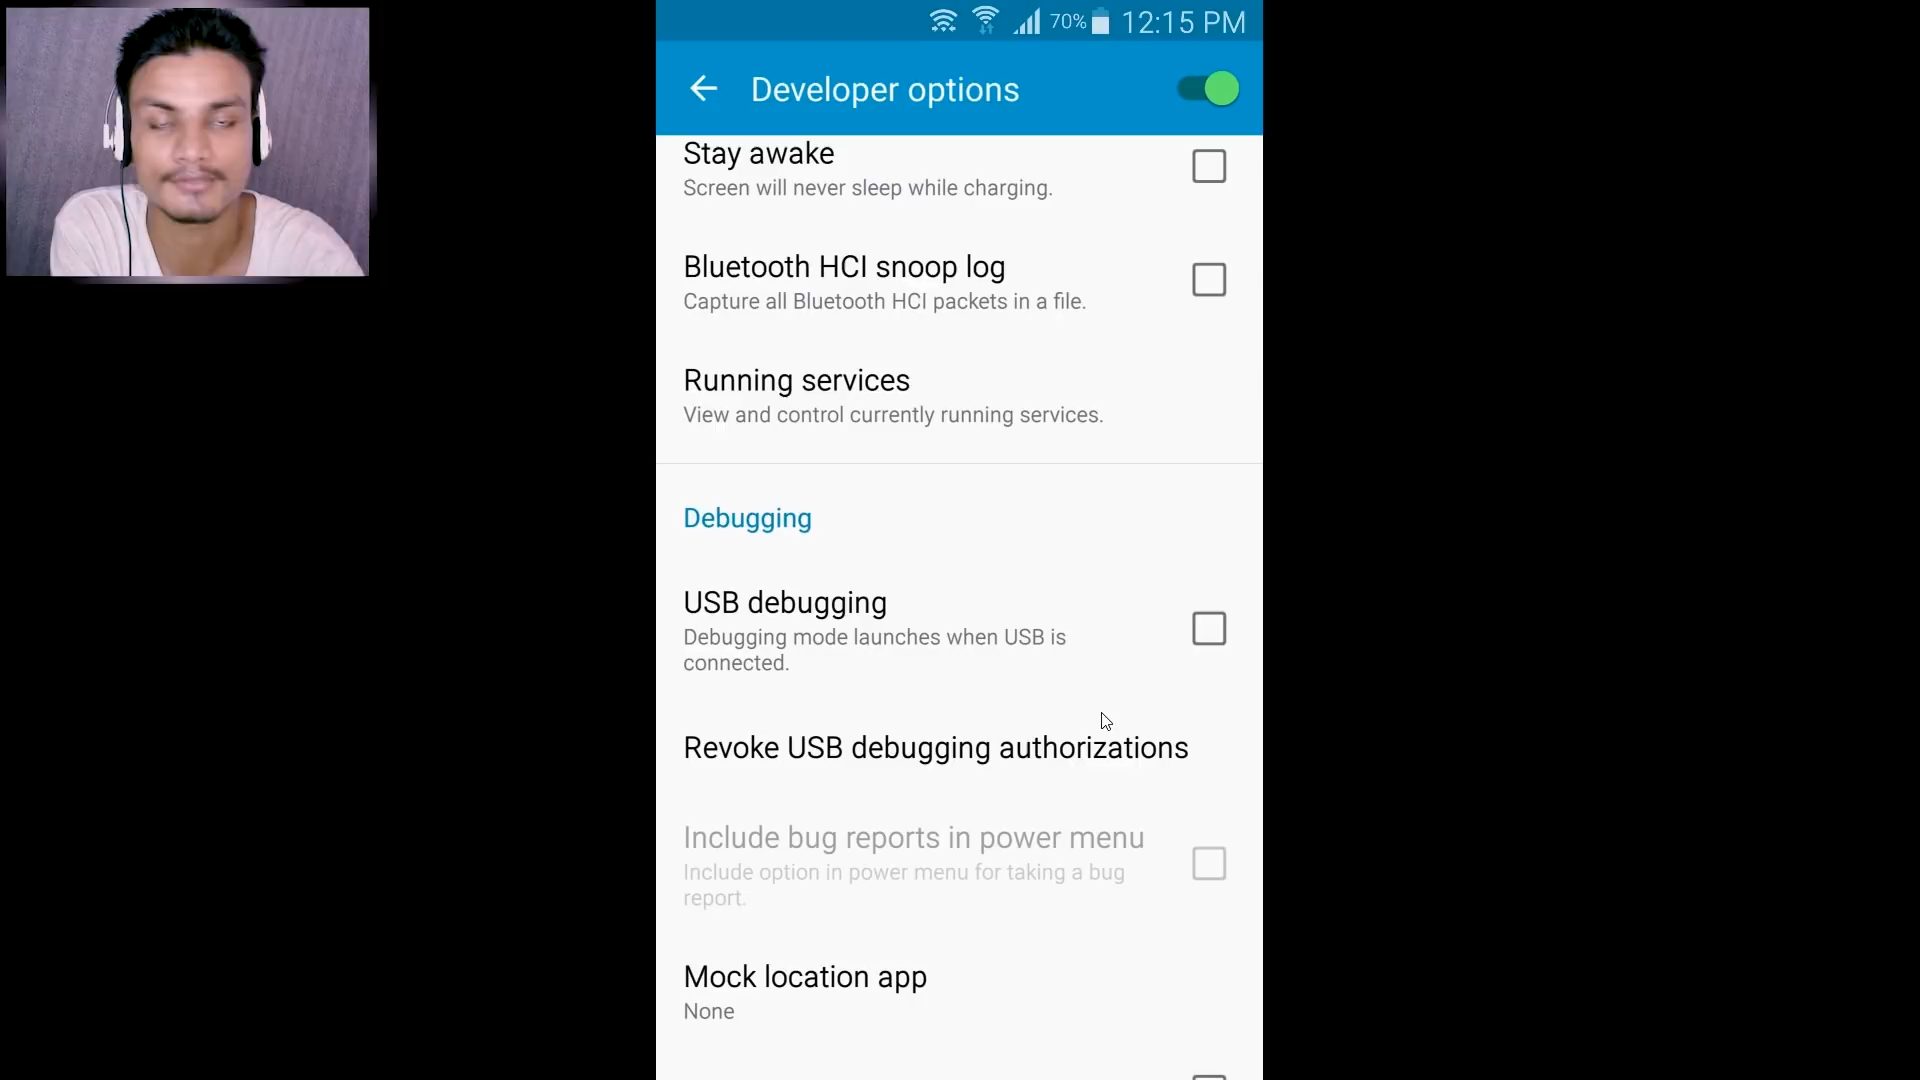 70% 12:15 PM
Developer options
Stay awake
Screen will never sleep while charging.
Bluetooth HCI snoop log
Capture all Bluetooth HCI packets in a file.
Running services
View and control currently running services.
Debugging
USB debugging
Debugging mode launches when USB is
connected.
Revoke USB debugging authorizations
Include bug reports in power menu
Include option in power menu for taking a bug
report.
Mock location app
None